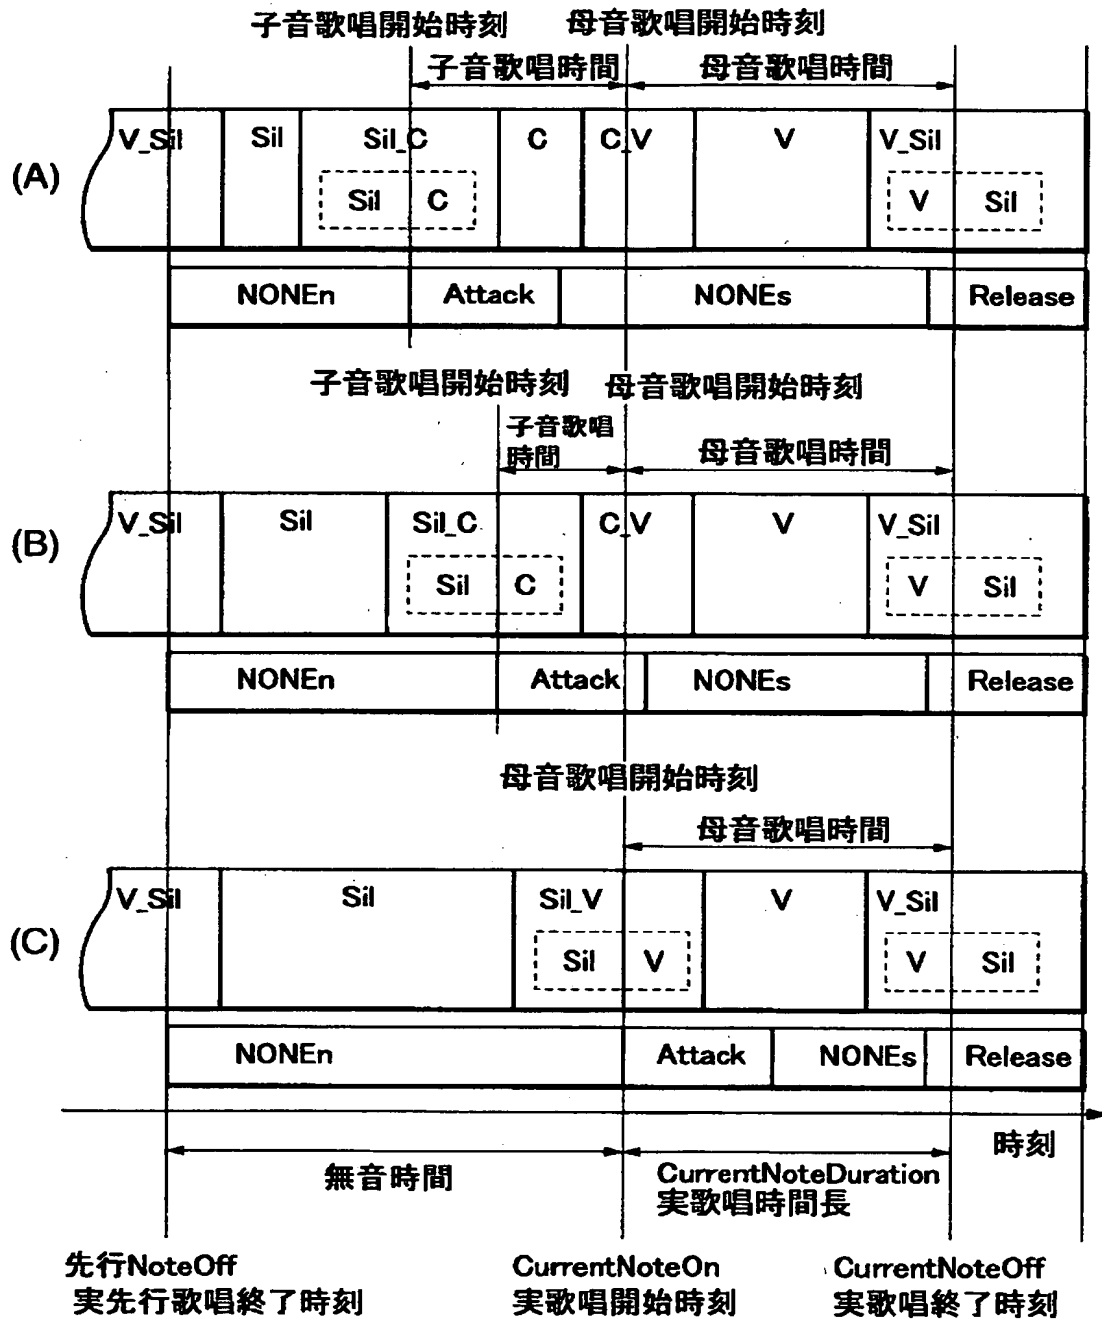 子音歌唱開始時刻 母音歌唱開始時刻
子音歌唱時間 母音歌唱時間
(A)
V_Sil Sil Sil_C C C_V V V_Sil
Sil C V Sil
NONEn Attack NONEs Release
子音歌唱開始時刻 母音歌唱開始時刻
子音歌唱
時間
母音歌唱時間
(B)
V_Sil Sil Sil_C C_V V V_Sil
Sil C V Sil
NONEn Attack NONEs Release
母音歌唱開始時刻
母音歌唱時間
(C)
V_Sil Sil Sil_V V V_Sil
Sil V V Sil
NONEn Attack NONEs Release
時刻
無音時間
CurrentNoteDuration
実歌唱時間長
先行NoteOff
実先行歌唱終了時刻
CurrentNoteOn
実歌唱開始時刻
CurrentNoteOff
実歌唱終了時刻